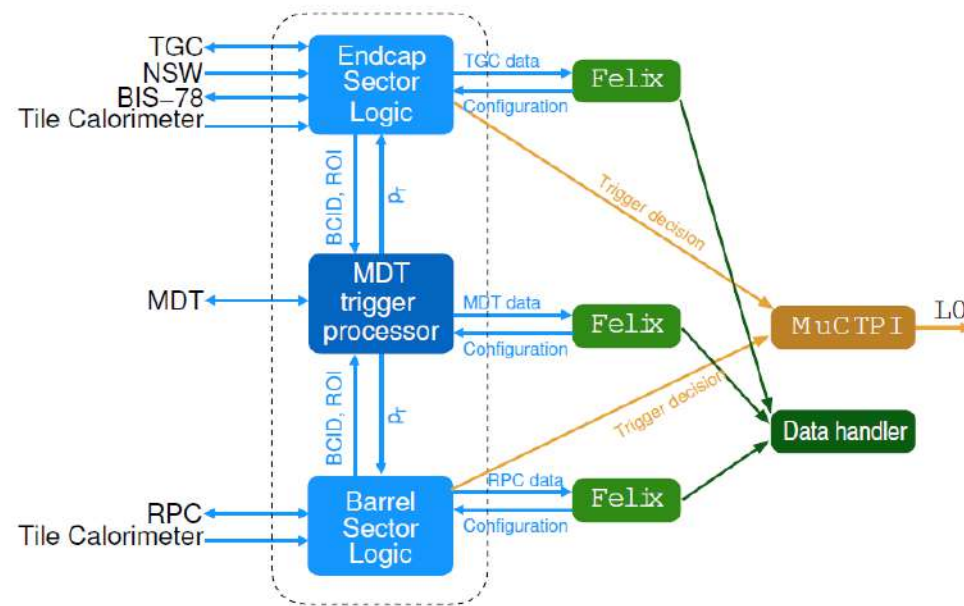 TGC
NSW
BIS–78
Tile Calorimeter
Endcap
Sector
Logic
TGC data
Configuration
Felix
BCID, ROI
pT
Trigger decision
MDT
MDT
trigger
processor
MDT data
Configuration
Felix
MuCTPI
L0
BCID, ROI
pT
Trigger decision
Data handler
RPC
Tile Calorimeter
Barrel
Sector
Logic
RPC data
Configuration
Felix